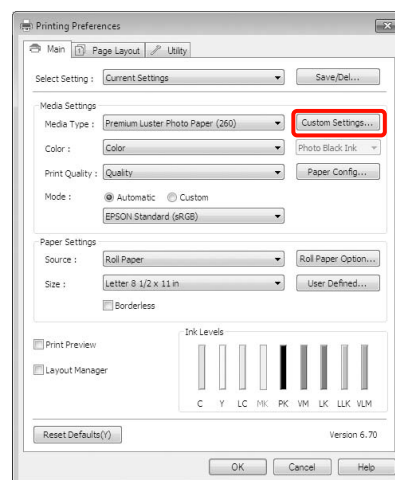 Printing Preferences
Main Page Layout Utility
Select Setting : Current Settings Save/Del...
Media Settings
Media Type : Premium Luster Photo Paper (260) Custom Settings...
Color : Color Photo Black Ink
Print Quality : Quality Paper Config...
Mode : Automatic Custom
EPSON Standard (sRGB)
Paper Settings
Source : Roll Paper Roll Paper Option...
Size : Letter 8 1/2 x 11 in User Defined...
Borderless
Ink Levels
Print Preview
Layout Manager
C Y LC MK PK VM LK LLK VLM
Reset Defaults(Y) Version 6.70
OK Cancel Help